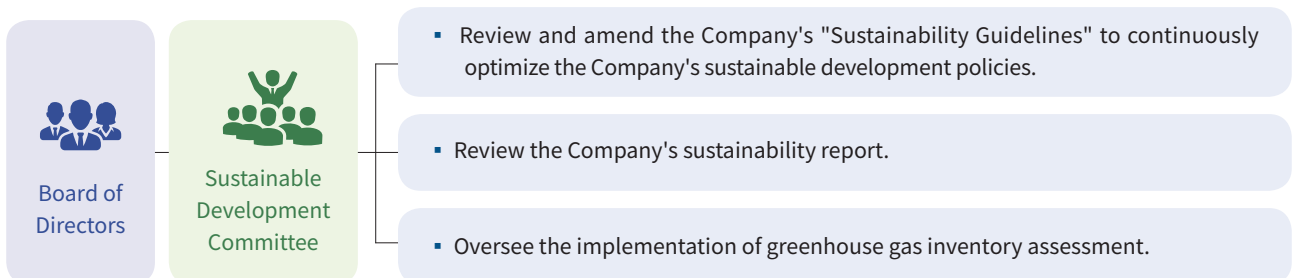 Board of
Directors
Sustainable
Development
Committee
▪ Review and amend the Company's "Sustainability Guidelines" to continuously
optimize the Company's sustainable development policies.
▪ Review the Company's sustainability report.
▪ Oversee the implementation of greenhouse gas inventory assessment.